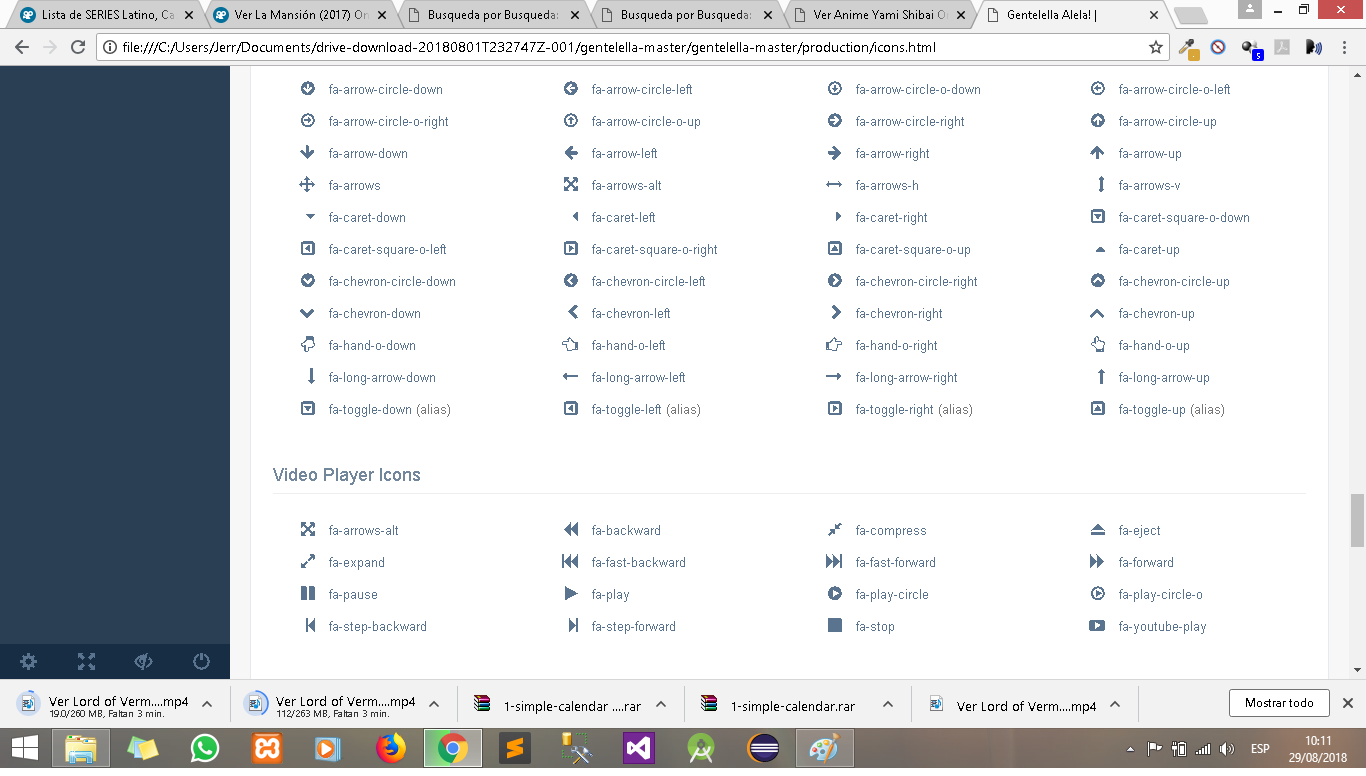 Lista de SERIES Latino, Ca
Ver La Mansión (2017) On
Busqueda por Busqueda:
Busqueda por Busqueda:
Ver Anime Yami Shibai O
Gentelella Alela! |
file:///C:/Users/Jerr/Documents/drive-download-20180801T232747Z-001/gentelella-master/gentelella-master/production/icons.html
fa-arrow-circle-down fa-arrow-circle-left fa-arrow-circle-o-down fa-arrow-circle-o-left
fa-arrow-circle-o-right fa-arrow-circle-o-up fa-arrow-circle-right fa-arrow-circle-up
fa-arrow-down fa-arrow-left fa-arrow-right fa-arrow-up
fa-arrows fa-arrows-alt fa-arrows-h fa-arrows-v
fa-caret-down fa-caret-left fa-caret-right fa-caret-square-o-down
fa-caret-square-o-left fa-caret-square-o-right fa-caret-square-o-up fa-caret-up
fa-chevron-circle-down fa-chevron-circle-left fa-chevron-circle-right fa-chevron-circle-up
fa-chevron-down fa-chevron-left fa-chevron-right fa-chevron-up
fa-hand-o-down fa-hand-o-left fa-hand-o-right fa-hand-o-up
fa-long-arrow-down fa-long-arrow-left fa-long-arrow-right fa-long-arrow-up
fa-toggle-down (alias) fa-toggle-left (alias) fa-toggle-right (alias) fa-toggle-up (alias)
Video Player Icons
fa-arrows-alt fa-backward fa-compress fa-eject
fa-expand fa-fast-backward fa-fast-forward fa-forward
fa-pause fa-play fa-play-circle fa-play-circle-o
fa-step-backward fa-step-forward fa-stop fa-youtube-play
Ver Lord of Verm....mp4
19.0/260 MB, Faltan 3 min.
Ver Lord of Verm....mp4
112/263 MB, Faltan 3 min.
1-simple-calendar ....rar
1-simple-calendar.rar
Ver Lord of Verm....mp4
Mostrar todo
ESP
10:11
29/08/2018